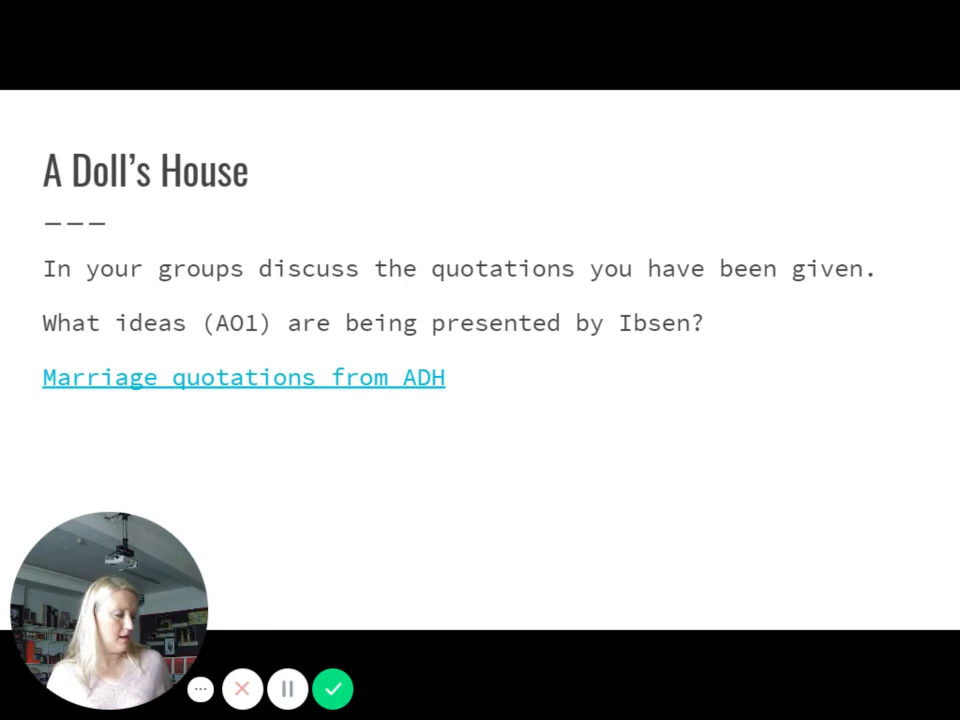 A Doll’s House
In your groups discuss the quotations you have been given.
What ideas (AO1) are being presented by Ibsen?
Marriage quotations from ADH